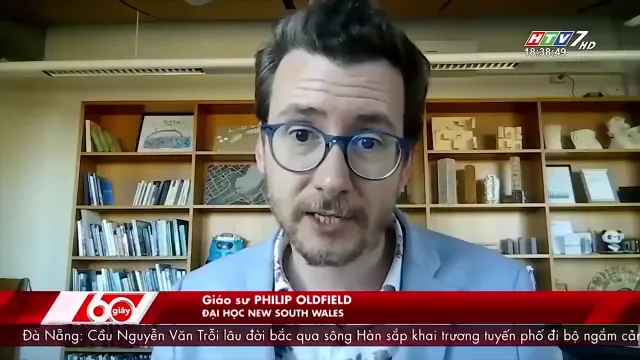 HTV7 HD
18:38:49
Giáo sư PHILIP OLDFIELD
60 giây
ĐẠI HỌC NEW SOUTH WALES
Đà Nẵng: Cầu Nguyễn Văn Trỗi lâu đời bắc qua sông Hàn sắp khai trương tuyến phố đi bộ ngắm cả